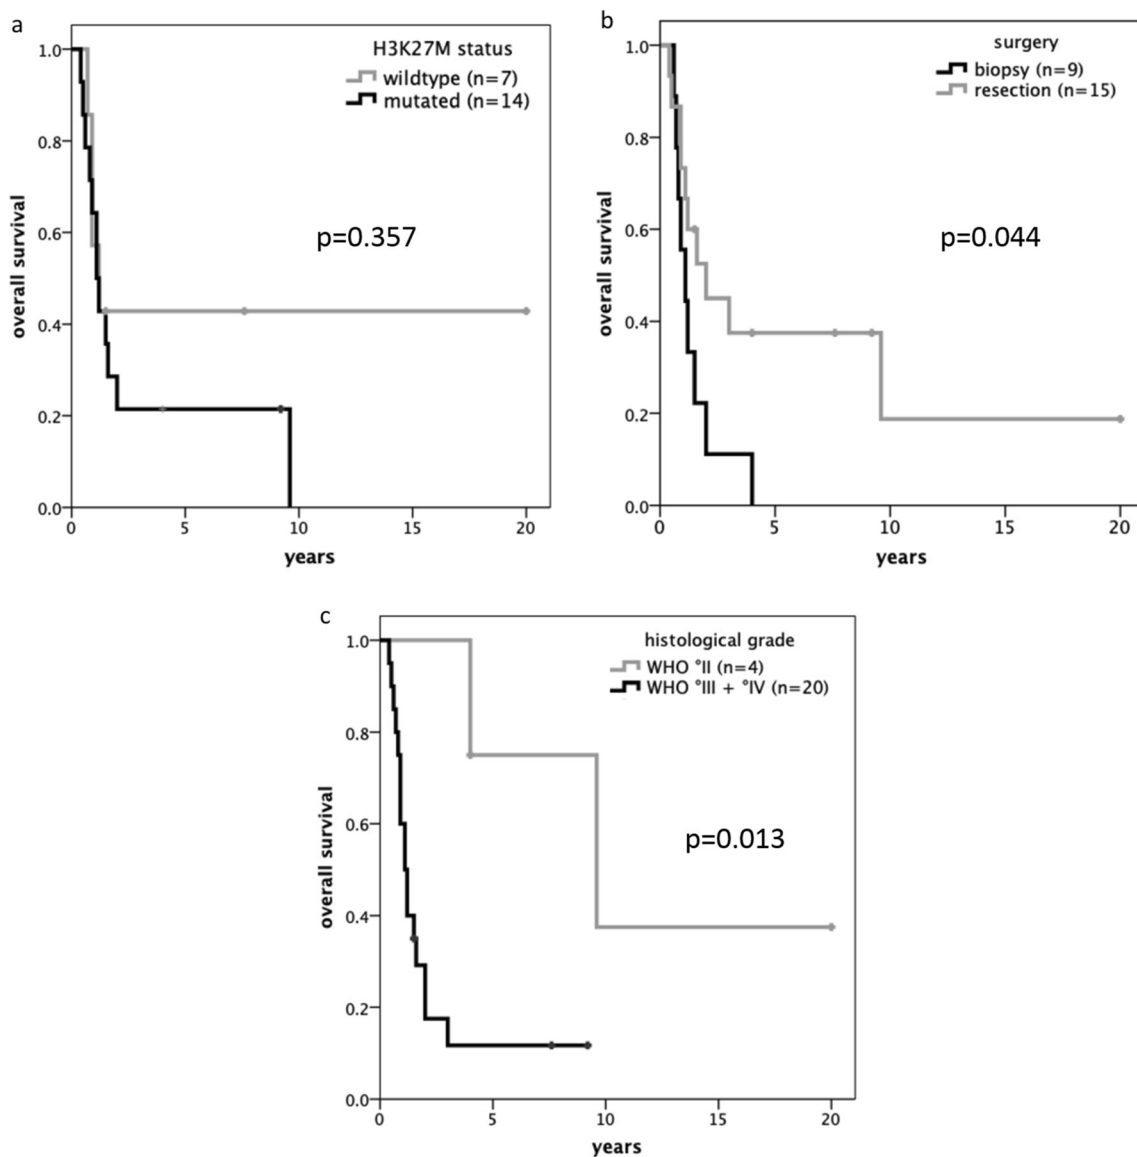 a
H3K27M status
wildtype (n=7)
mutated (n=14)
1.0
0.8
0.6
0.4
0.2
0.0
overall survival
p=0.357
0 5 10 15 20
years
b
surgery
biopsy (n=9)
resection (n=15)
1.0
0.8
0.6
0.4
0.2
0.0
overall survival
p=0.044
0 5 10 15 20
years
c
histological grade
WHO °II (n=4)
WHO °III + °IV (n=20)
1.0
0.8
0.6
0.4
0.2
0.0
overall survival
p=0.013
0 5 10 15 20
years